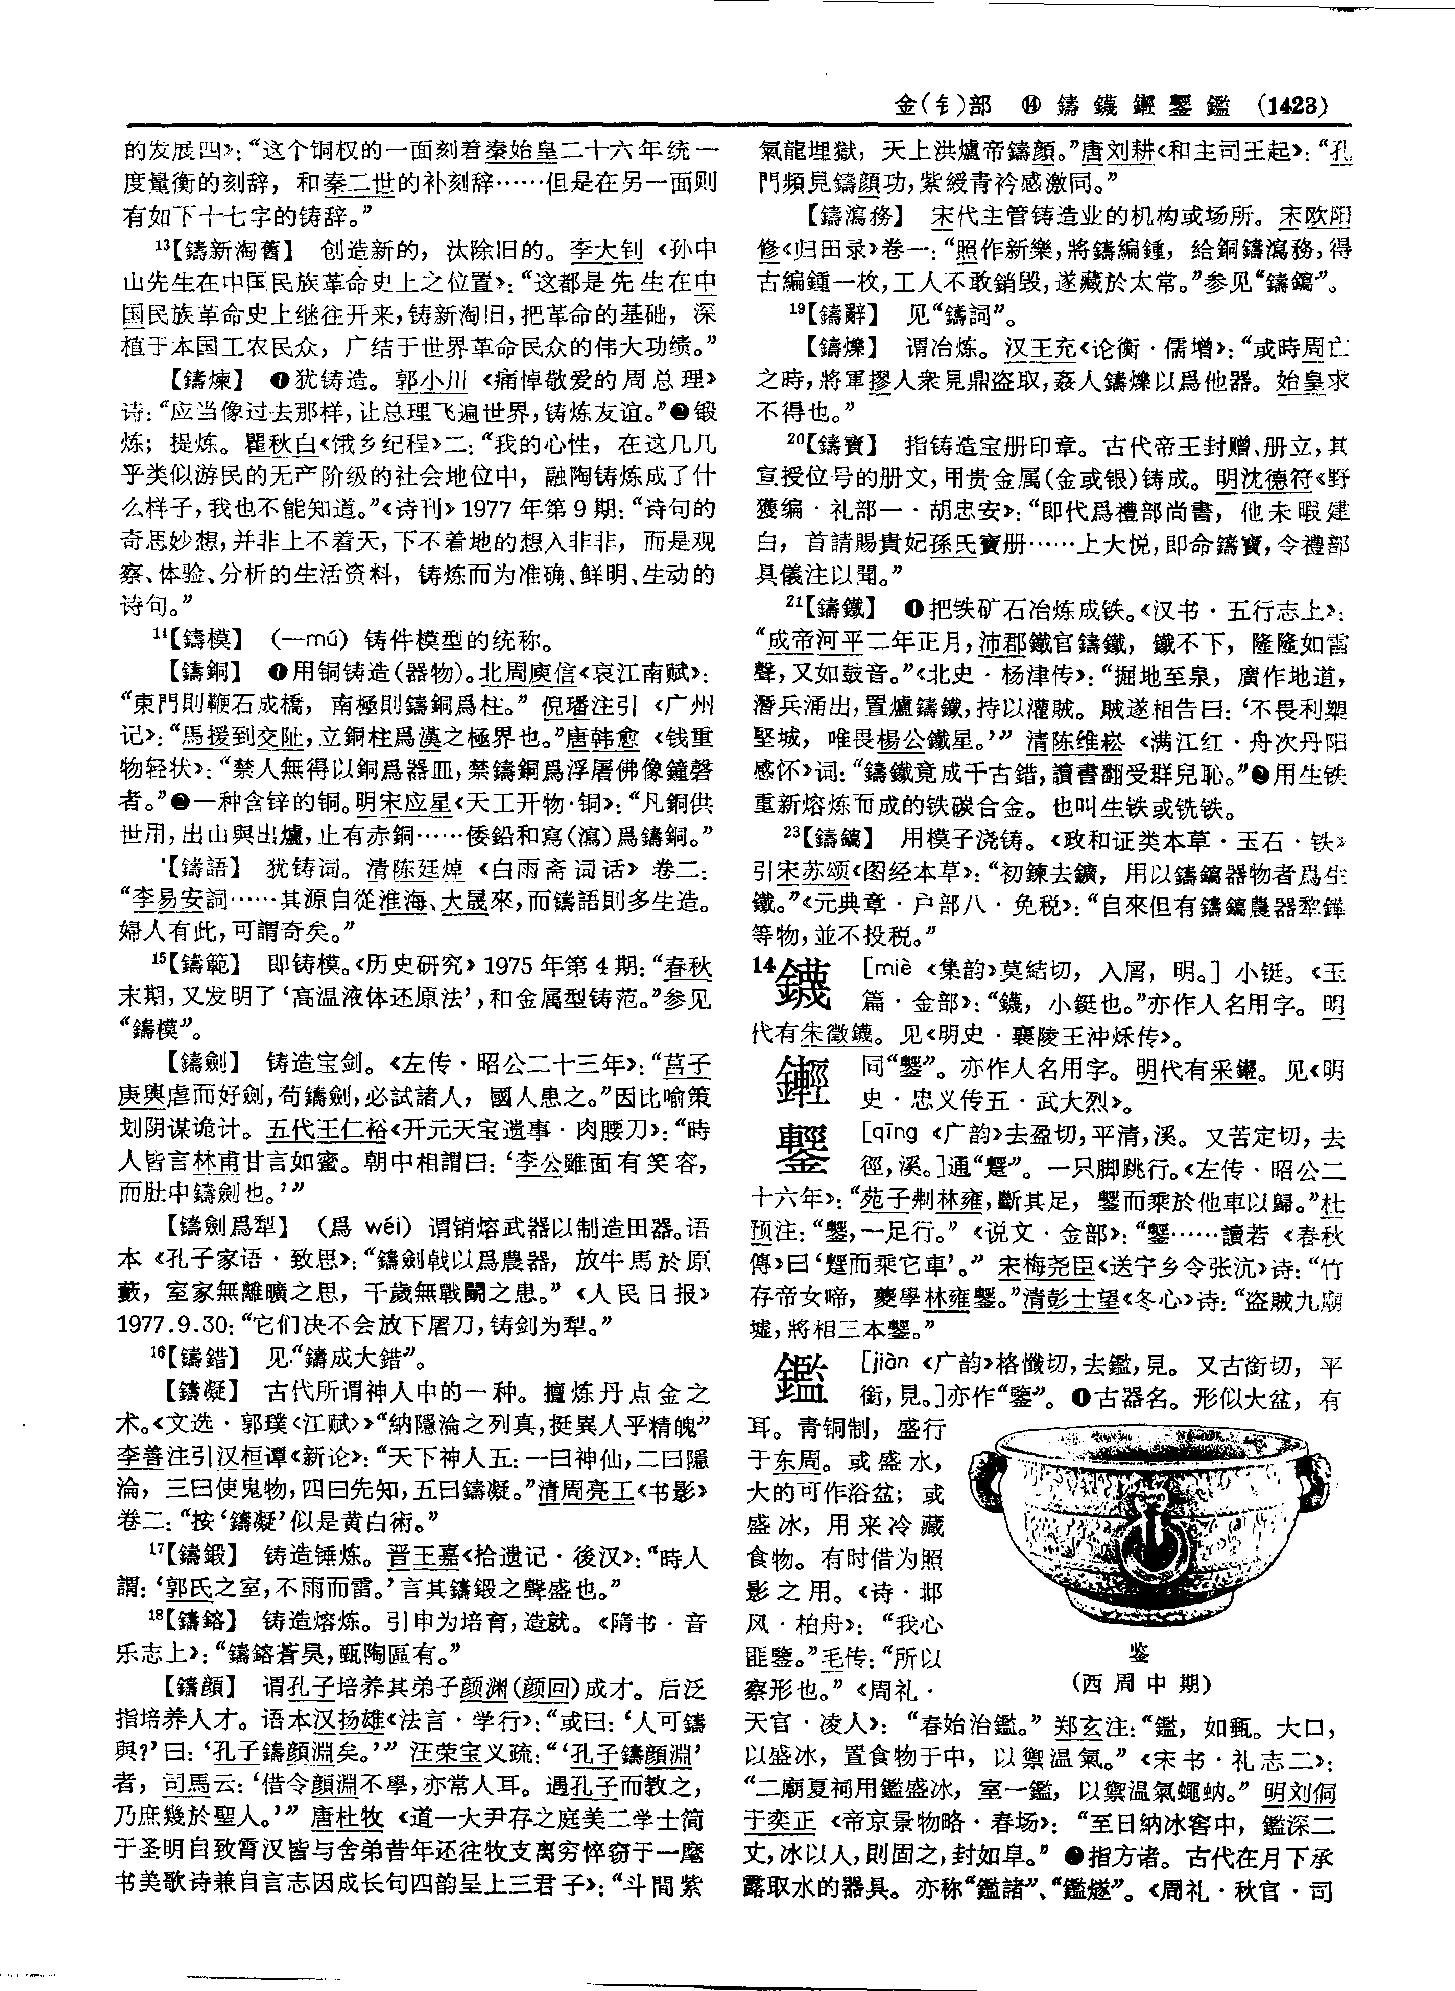 金(钅)部 ⑭ 鑄 鑖 鑋 鏧 鑑 (1423)
的发展四》：“这个铜权的一面刻着秦始皇二十六年统一
度量衡的刻辞，和秦二世的补刻辞……但是在另一面则
有如下十七字的铸辞。”
13【鑄新淘舊】 创造新的，汰除旧的。李大钊《孙中
山先生在中国民族革命史上之位置》：“这都是先生在中
国民族革命史上继往开来，铸新淘旧，把革命的基础，深
植于本国工农民众，广结于世界革命民众的伟大功绩。”
【鑄煉】 ❶犹铸造。郭小川《痛悼敬爱的周总理》
诗：“应当像过去那样，让总理飞遍世界，铸炼友谊。”❷锻
炼；提炼。瞿秋白《饿乡纪程》二：“我的心性，在这几几
乎类似游民的无产阶级的社会地位中，融陶铸炼成了什
么样子，我也不能知道。”《诗刊》1977年第9期：“诗句的
奇思妙想，并非上不着天，下不着地的想入非非，而是观
察、体验、分析的生活资料，铸炼而为准确、鲜明、生动的
诗句。”
14【鑄模】 （—mú）铸件模型的统称。
【鑄銅】 ❶用铜铸造(器物)。北周庾信《哀江南赋》：
“東門則鞭石成橋，南極則鑄銅爲柱。”倪璠注引《广州
记》：“馬援到交阯，立銅柱爲漢之極界也。”唐韩愈《钱重
物轻状》：“禁人無得以銅爲器皿，禁鑄銅爲浮屠佛像鐘磬
者。”❷一种含锌的铜。明宋应星《天工开物·铜》：“凡銅供
世用，出山與出爐，止有赤銅……倭鉛和寫(瀉)爲鑄銅。”
【鑄語】 犹铸词。清陈廷焯《白雨斋词话》卷二：
“李易安詞……其源自從淮海、大晟來，而鑄語則多生造。
婦人有此，可謂奇矣。”
15【鑄範】 即铸模。《历史研究》1975年第4期：“春秋
末期，又发明了‘高温液体还原法’，和金属型铸范。”参见
“鑄模”。
【鑄劍】 铸造宝剑。《左传·昭公二十三年》：“莒子
庚輿虐而好劍，苟鑄劍，必試諸人，國人患之。”因比喻策
划阴谋诡计。五代王仁裕《开元天宝遗事·肉腰刀》：“時
人皆言林甫甘言如蜜。朝中相謂曰：‘李公雖面有笑容，
而肚中鑄劍也。’”
【鑄劍爲犁】 （爲 wéi）谓销熔武器以制造田器。语
本《孔子家语·致思》：“鑄劍戟以爲農器，放牛馬於原
藪，室家無離曠之思，千歲無戰鬭之患。”《人民日报》
1977.9.30：“它们决不会放下屠刀，铸剑为犁。”
16【鑄錯】 见“鑄成大錯”。
【鑄凝】 古代所谓神人中的一种。擅炼丹点金之
术。《文选·郭璞〈江赋〉》“納隱淪之列真，挺異人乎精魄”
李善注引汉桓谭《新论》：“天下神人五：一曰神仙，二曰隱
淪，三曰使鬼物，四曰先知，五曰鑄凝。”清周亮工《书影》
卷二：“按‘鑄凝’似是黄白術。”
17【鑄鍛】 铸造锤炼。晋王嘉《拾遗记·後汉》：“時人
謂：‘郭氏之室，不雨而雷。’言其鑄鍛之聲盛也。”
18【鑄鎔】 铸造熔炼。引申为培育，造就。《隋书·音
乐志上》：“鑄鎔蒼昊，甄陶區有。”
【鑄顔】 谓孔子培养其弟子颜渊(颜回)成才。后泛
指培养人才。语本汉扬雄《法言·学行》：“或曰：‘人可鑄
與？’曰：‘孔子鑄顔淵矣。’”汪荣宝义疏：“‘孔子鑄顔淵’
者，司馬云：‘借令顔淵不學，亦常人耳。遇孔子而教之，
乃庶幾於聖人。’”唐杜牧《道一大尹存之庭美二学士简
于圣明自致霄汉皆与舍弟昔年还往牧支离穷悴窃于一麾
书美歌诗兼自言志因成长句四韵呈上三君子》：“斗間紫
氣龍埋獄，天上洪爐帝鑄顔。”唐刘耕《和主司王起》：“孔
門頻見鑄顔功，紫綬青衿感激同。”
【鑄瀉務】 宋代主管铸造业的机构或场所。宋欧阳
修《归田录》卷一：“照作新樂，將鑄編鍾，給銅鑄瀉務，得
古編鍾一枚，工人不敢銷毀，遂藏於太常。”参见“鑄鎢”。
19【鑄辭】 见“鑄詞”。
【鑄爍】 谓冶炼。汉王充《论衡·儒增》：“或時周亡
之時，將軍摎人衆見鼎盗取，姦人鑄爍以爲他器。始皇求
不得也。”
20【鑄寶】 指铸造宝册印章。古代帝王封赠、册立，其
宣授位号的册文，用贵金属(金或银)铸成。明沈德符《野
獲编·礼部一·胡忠安》：“即代爲禮部尚書，他未暇建
白，首請賜貴妃孫氏寶册……上大悦，即命鑄寶，令禮部
具儀注以聞。”
21【鑄鐵】 ❶把铁矿石冶炼成铁。《汉书·五行志上》：
“成帝河平二年正月，沛郡鐵官鑄鐵，鐵不下，隆隆如雷
聲，又如鼓音。”《北史·杨津传》：“掘地至泉，廣作地道，
潛兵涌出，置爐鑄鐵，持以灌賊。賊遂相告曰：‘不畏利槊
堅城，唯畏楊公鐵星。’”清陈维崧《满江红·舟次丹阳
感怀》词：“鑄鐵竟成千古錯，讀書翻受群兒恥。”❷用生铁
重新熔炼而成的铁碳合金。也叫生铁或铣铁。
23【鑄鎢】 用模子浇铸。《政和证类本草·玉石·铁》
引宋苏颂《图经本草》：“初鍊去鑛，用以鑄鎢器物者爲生
鐵。”《元典章·户部八·免税》：“自來但有鑄鎢農器犂鏵
等物，並不投税。”
14鑖 [miè《集韵》莫結切，入屑，明。] 小铤。《玉
篇·金部》：“鑖，小鋌也。”亦作人名用字。明
代有朱徵鑖。见《明史·襄陵王沖秌传》。
鑋 同“鏧”。亦作人名用字。明代有采鑋。见《明
史·忠义传五·武大烈》。
鏧 [qīng《广韵》去盈切，平清，溪。又苦定切，去
徑，溪。]通“躄”。一只脚跳行。《左传·昭公二
十六年》：“苑子刜林雍，斷其足，鑋而乘於他車以歸。”杜
预注：“鑋，一足行。”《说文·金部》：“鑋……讀若《春秋
傳》曰‘躄而乘它車’。”宋梅尧臣《送宁乡令张沆》诗：“竹
存帝女啼，夔學林雍鑋。”清彭士望《冬心》诗：“盗賊九廟
墟，將相三本鑋。”
鑑 [jiàn《广韵》格懺切，去鑑，見。又古銜切，平
銜，見。]亦作“鑒”。❶古器名。形似大盆，有
耳。青铜制，盛行
于东周。或盛水，
大的可作浴盆；或
盛冰，用来冷藏
食物。有时借为照
影之用。《诗·邶
风·柏舟》：“我心
匪鑒。”毛传：“所以
察形也。”《周礼·
天官·凌人》：“春始治鑑。”郑玄注：“鑑，如甀。大口，
以盛冰，置食物于中，以禦温氣。”《宋书·礼志二》：
“二廟夏祠用鑑盛冰，室一鑑，以禦温氣蠅蚋。”明刘侗
于奕正《帝京景物略·春场》：“至日纳冰窖中，鑑深二
丈，冰以人，則固之，封如阜。”❷指方诸。古代在月下承
露取水的器具。亦称“鑑諸”、“鑑燧”。《周礼·秋官·司
鉴
(西周中期)